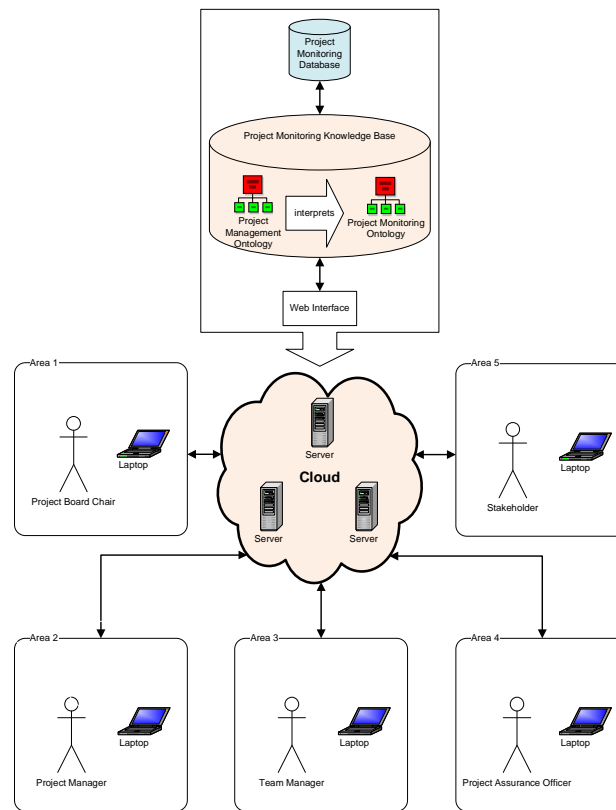 Project
Monitoring
Database
Project Monitoring Knowledge Base
interprets
Project
Management
Ontology
Project Monitoring
Ontology
Web Interface
Area 1
Laptop
Project Board Chair
Area 5
Laptop
Stakeholder
Server
Cloud
Server
Server
Area 2
Laptop
Project Manager
Area 3
Laptop
Team Manager
Area 4
Laptop
Project Assurance Officer